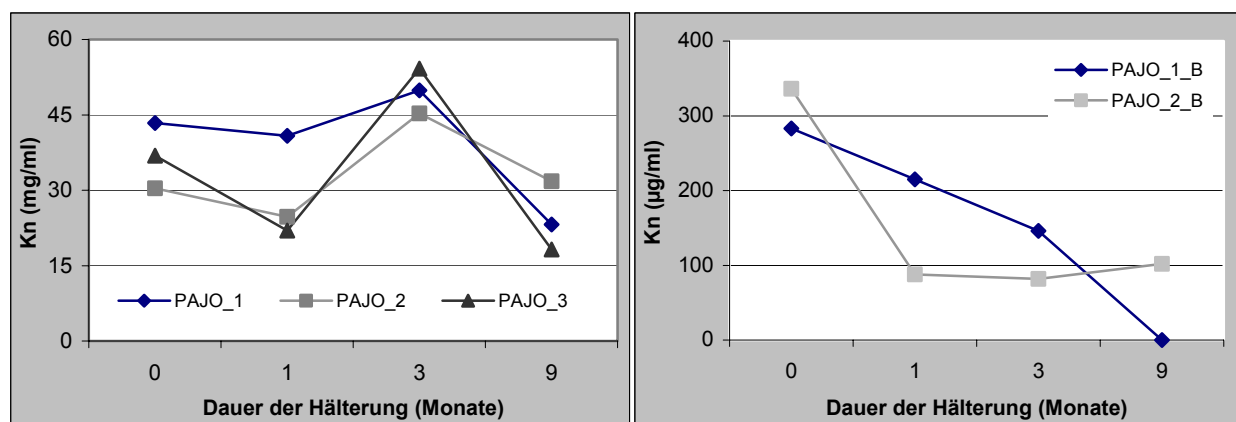 60
45
30
15
0
Kn (mg/ml)
PAJO_1 PAJO_2 PAJO_3
0 1 3 9
Dauer der Hälterung (Monate)
400
300
200
100
0
Kn (µg/ml)
PAJO_1_B
PAJO_2_B
0 1 3 9
Dauer der Hälterung (Monate)